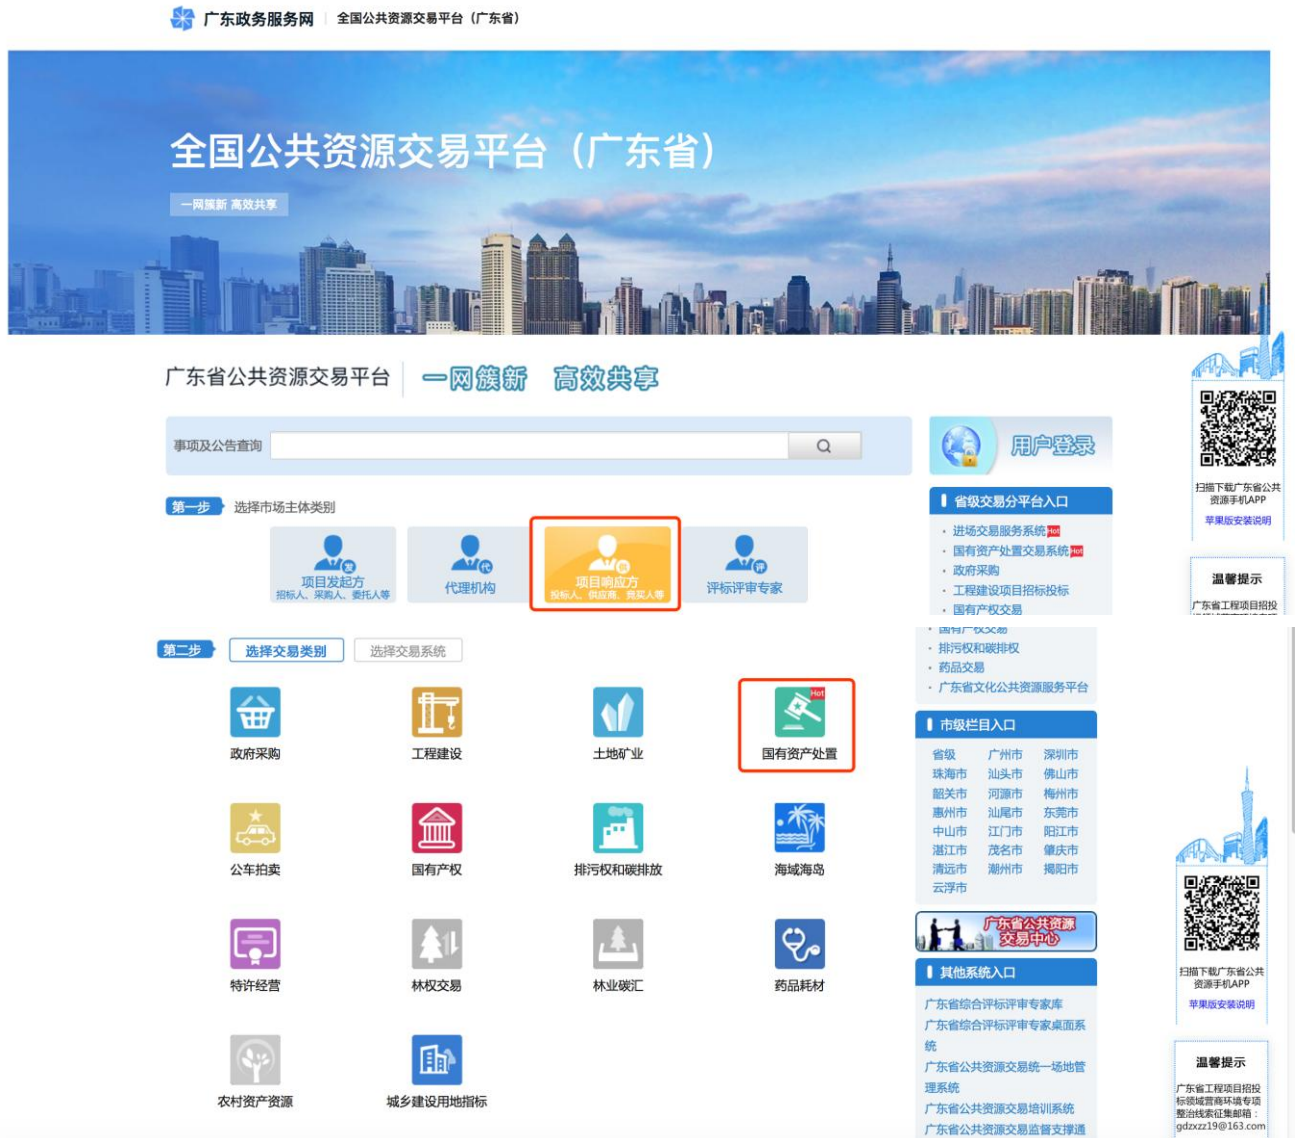 广东政务服务网
全国公共资源交易平台（广东省）
全国公共资源交易平台（广东省）
一网簇新 高效共享
广东省公共资源交易平台
一网簇新 高效共享
事项及公告查询
用户登录
第一步
选择市场主体类别
发
项目发起方
招标人、采购人、委托人等
代
代理机构
供
项目响应方
投标人、供应商、竞买人等
评
评标评审专家
省级交易分平台入口
· 进场交易服务系统 Hot
· 国有资产处置交易系统 Hot
· 政府采购
· 工程建设项目招标投标
· 国有产权交易
扫描下载广东省公共
资源手机APP
苹果版安装说明
温馨提示
广东省工程项目招投
第二步
选择交易类别
选择交易系统
政府采购
工程建设
土地矿业
Hot
国有资产处置
公车拍卖
国有产权
排污权和碳排放
海域海岛
特许经营
林权交易
林业碳汇
药品耗材
农村资产资源
城乡建设用地指标
· 国有产权交易
· 排污权和碳排权
· 药品交易
· 广东省文化公共资源服务平台
市级栏目入口
省级 广州市 深圳市
珠海市 汕头市 佛山市
韶关市 河源市 梅州市
惠州市 汕尾市 东莞市
中山市 江门市 阳江市
湛江市 茂名市 肇庆市
清远市 潮州市 揭阳市
云浮市
广东省公共资源
交易中心
其他系统入口
广东省综合评标评审专家库
广东省综合评标评审专家桌面系
统
广东省公共资源交易统一场地管
理系统
广东省公共资源交易培训系统
广东省公共资源交易监督支撑通
扫描下载广东省公共
资源手机APP
苹果版安装说明
温馨提示
广东省工程项目招投
标领域营商环境专项
整治线索征集邮箱：
gdzxzz19@163.com